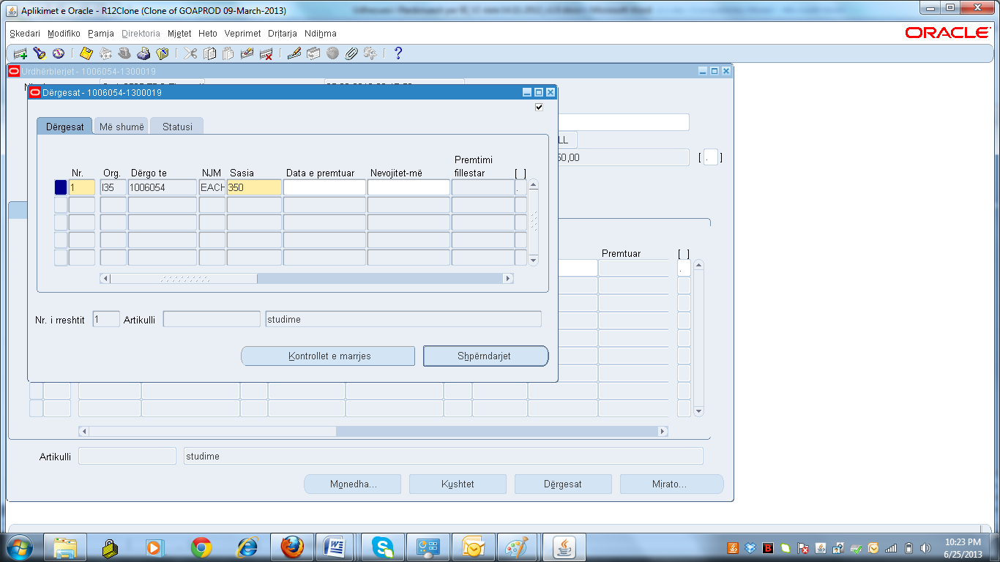 Aplikimet e Oracle - R12Clone (Clone of GOAPROD 09-March-2013)
Skedari Modifiko Pamja Direktoria Mjetet Heto Veprimet Dritarja Ndihma
ORACLE
Urdhërblerjet - 1006054-1300019
Dërgesat - 1006054-1300019
Dërgesat Më shumë Statusi
LL
50,00 [ . ]
Premtimi
Nr. Org. Dërgo te NJM Sasia Data e premtuar Nevojitet-më fillestar [ ]
1 I35 1006054 EACH 350 .
Premtuar [ ]
.
Nr. i rreshtit 1 Artikulli studime
Kontrollet e marrjes Shpërndarjet
Artikulli studime
Monedha... Kushtet Dërgesat Mirato...
10:23 PM
6/25/2013